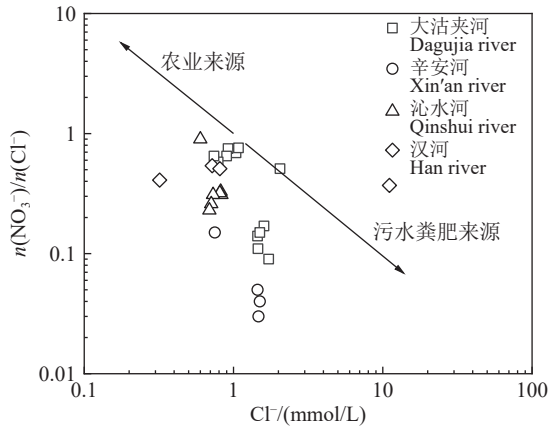 10
1
0.1
0.01
n(NO₃⁻)/n(Cl⁻)
农业来源
污水粪肥来源
大沽夹河
Dagujia river
辛安河
Xin'an river
沁水河
Qinshui river
汉河
Han river
0.1 1 10 100
Cl⁻/(mmol/L)